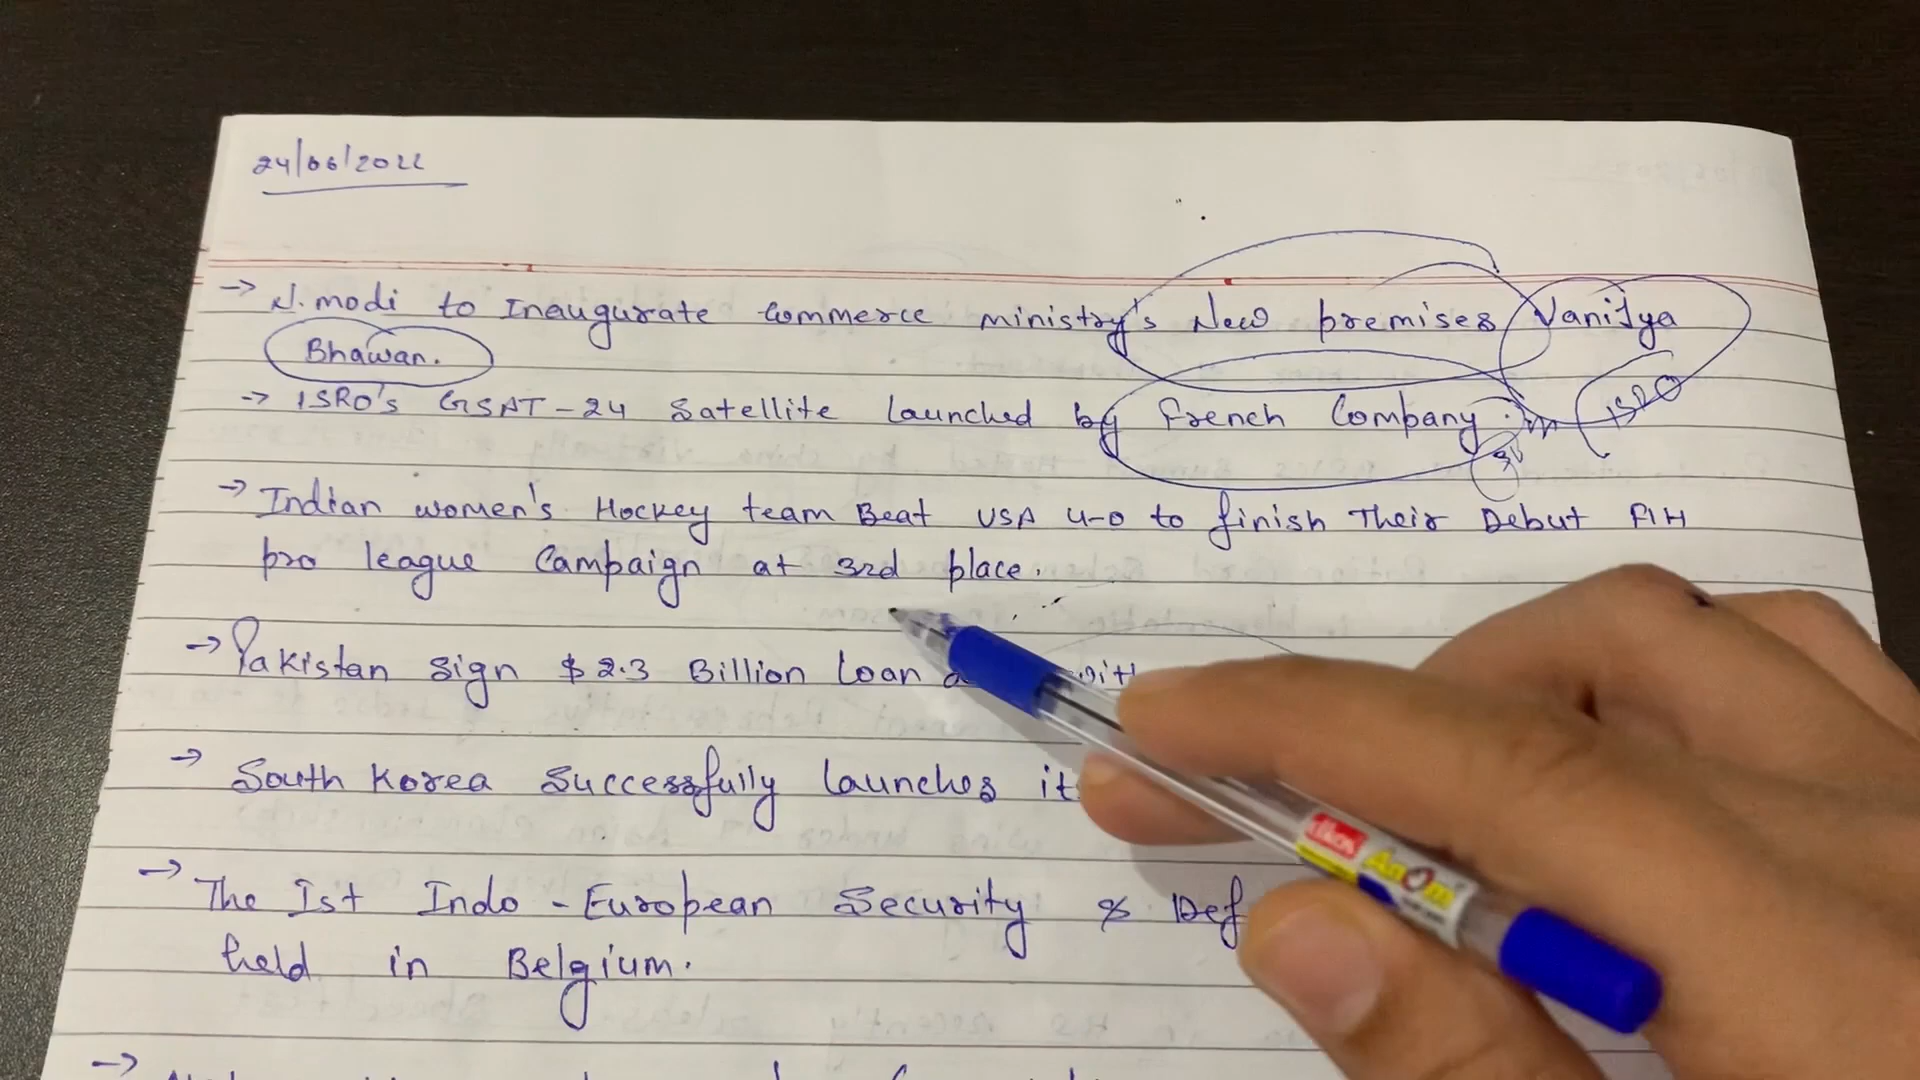 24/06/2022
→ N. modi to Inaugurate Commerce ministry's New premises Vanijya
Bhawan.
→ ISRO's GSAT-24 Satellite launched by French Company. ISRO
→ Indian women's Hockey team Beat USA 4-0 to finish Their Debut FIH
pro league Campaign at 3rd place.
→ Pakistan sign $2.3 Billion loan
→ South Korea Successfully launches
→ The Ist Indo-European Security & Def
held in Belgium.
→